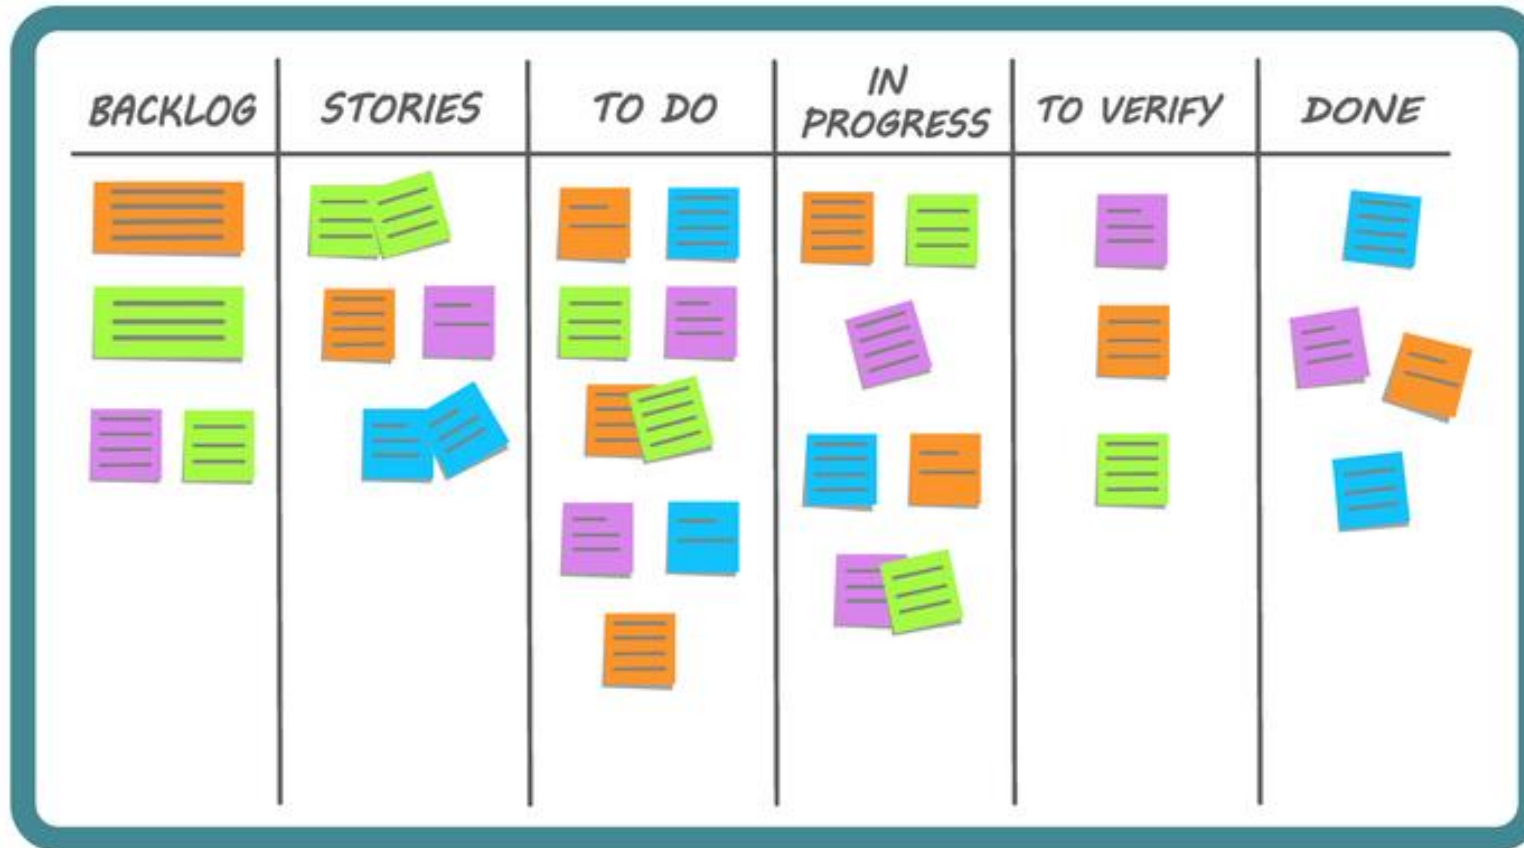 BACKLOG
STORIES
TO DO
IN
PROGRESS
TO VERIFY
DONE